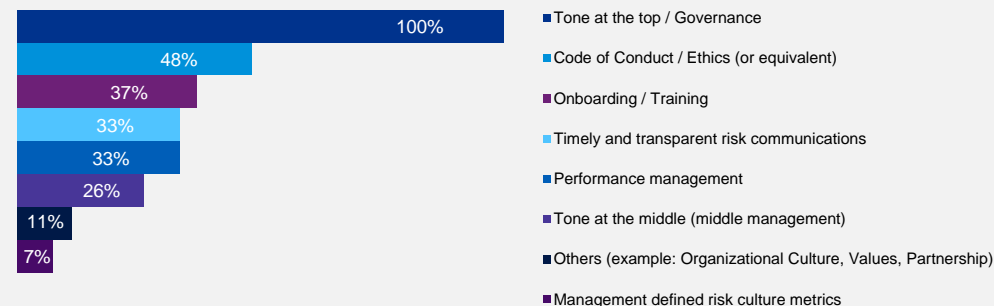 100%
48%
37%
33%
33%
26%
11%
7%
Tone at the top / Governance
Code of Conduct / Ethics (or equivalent)
Onboarding / Training
Timely and transparent risk communications
Performance management
Tone at the middle (middle management)
Others (example: Organizational Culture, Values, Partnership)
Management defined risk culture metrics